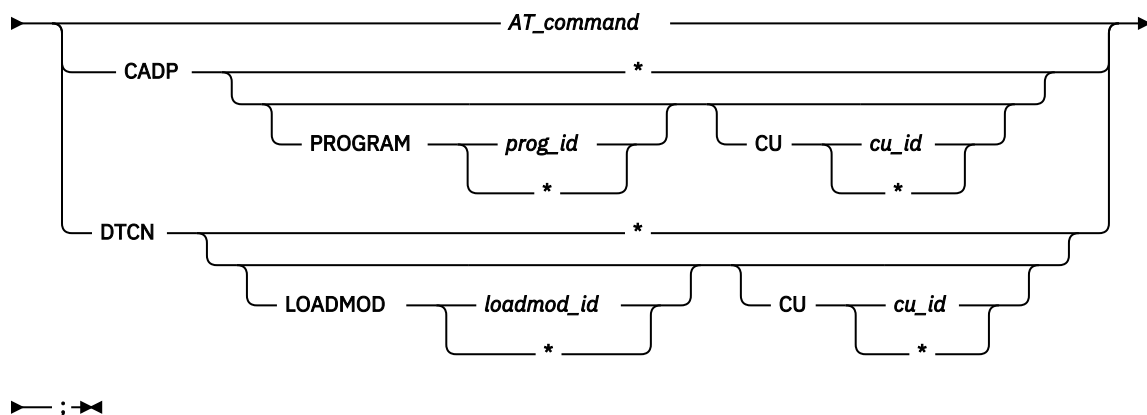 AT_command
CADP *
PROGRAM prog_id CU cu_id
* *
DTCN *
LOADMOD loadmod_id CU cu_id
* *
;